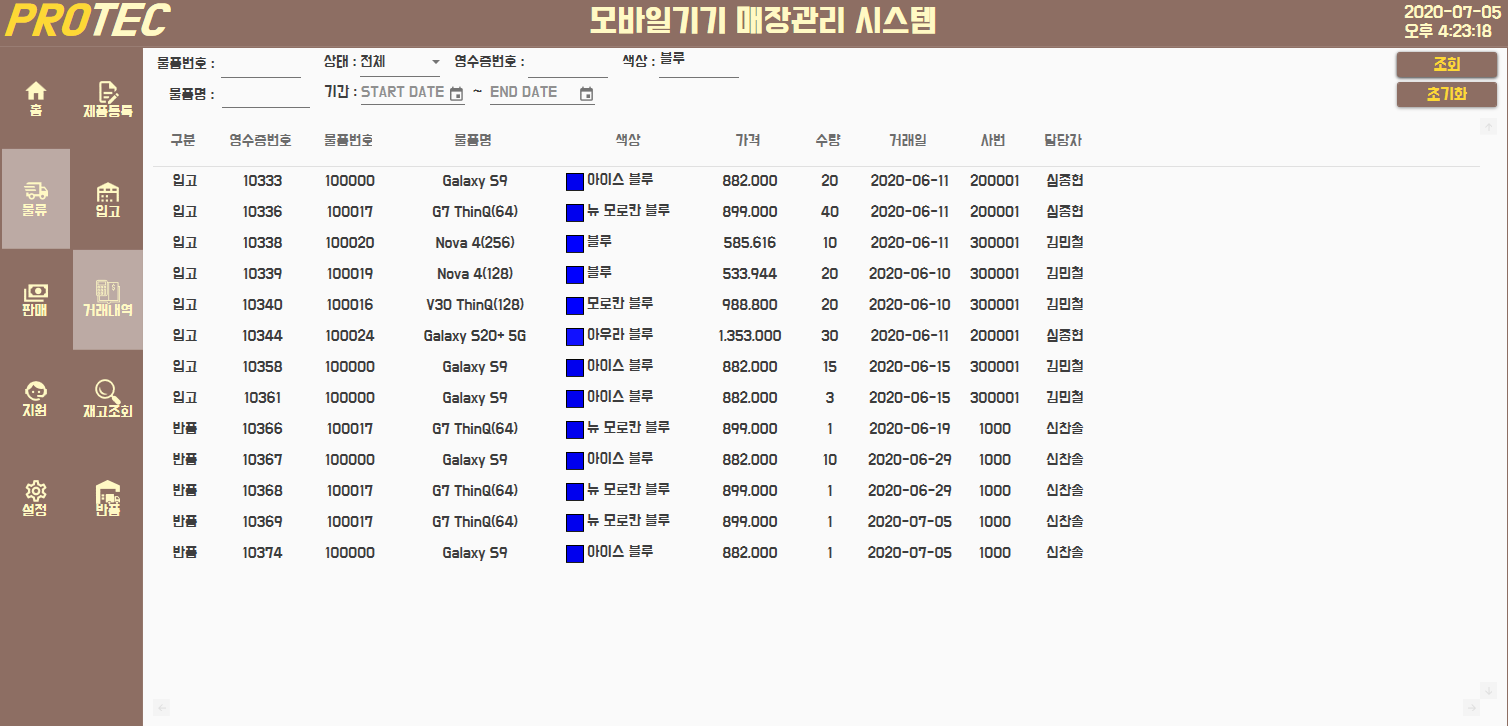 PROTEC
모바일기기 매장관리 시스템
2020-07-05
오후 4:23:18
물품번호 : 상태 : 전체 영수증번호 : 색상 : 블루 조회
물품명 : 기간 : START DATE ~ END DATE 초기화
홈 제품등록
물류 입고
판매 거래내역
지원 재고조회
설정 반품
구분 영수증번호 물품번호 물품명 색상 가격 수량 거래일 사번 담당자
입고 10333 100000 Galaxy S9 아이스 블루 882.000 20 2020-06-11 200001 심종현
입고 10336 100017 G7 ThinQ(64) 뉴 모로칸 블루 899.000 40 2020-06-11 200001 심종현
입고 10338 100020 Nova 4(256) 블루 585.616 10 2020-06-11 300001 김민철
입고 10339 100019 Nova 4(128) 블루 533.944 20 2020-06-10 300001 김민철
입고 10340 100016 V30 ThinQ(128) 모로칸 블루 988.800 20 2020-06-10 300001 김민철
입고 10344 100024 Galaxy S20+ 5G 아우라 블루 1.353.000 30 2020-06-11 200001 심종현
입고 10358 100000 Galaxy S9 아이스 블루 882.000 15 2020-06-15 300001 김민철
입고 10361 100000 Galaxy S9 아이스 블루 882.000 3 2020-06-15 300001 김민철
반품 10366 100017 G7 ThinQ(64) 뉴 모로칸 블루 899.000 1 2020-06-19 1000 신찬솔
반품 10367 100000 Galaxy S9 아이스 블루 882.000 10 2020-06-29 1000 신찬솔
반품 10368 100017 G7 ThinQ(64) 뉴 모로칸 블루 899.000 1 2020-06-29 1000 신찬솔
반품 10369 100017 G7 ThinQ(64) 뉴 모로칸 블루 899.000 1 2020-07-05 1000 신찬솔
반품 10374 100000 Galaxy S9 아이스 블루 882.000 1 2020-07-05 1000 신찬솔